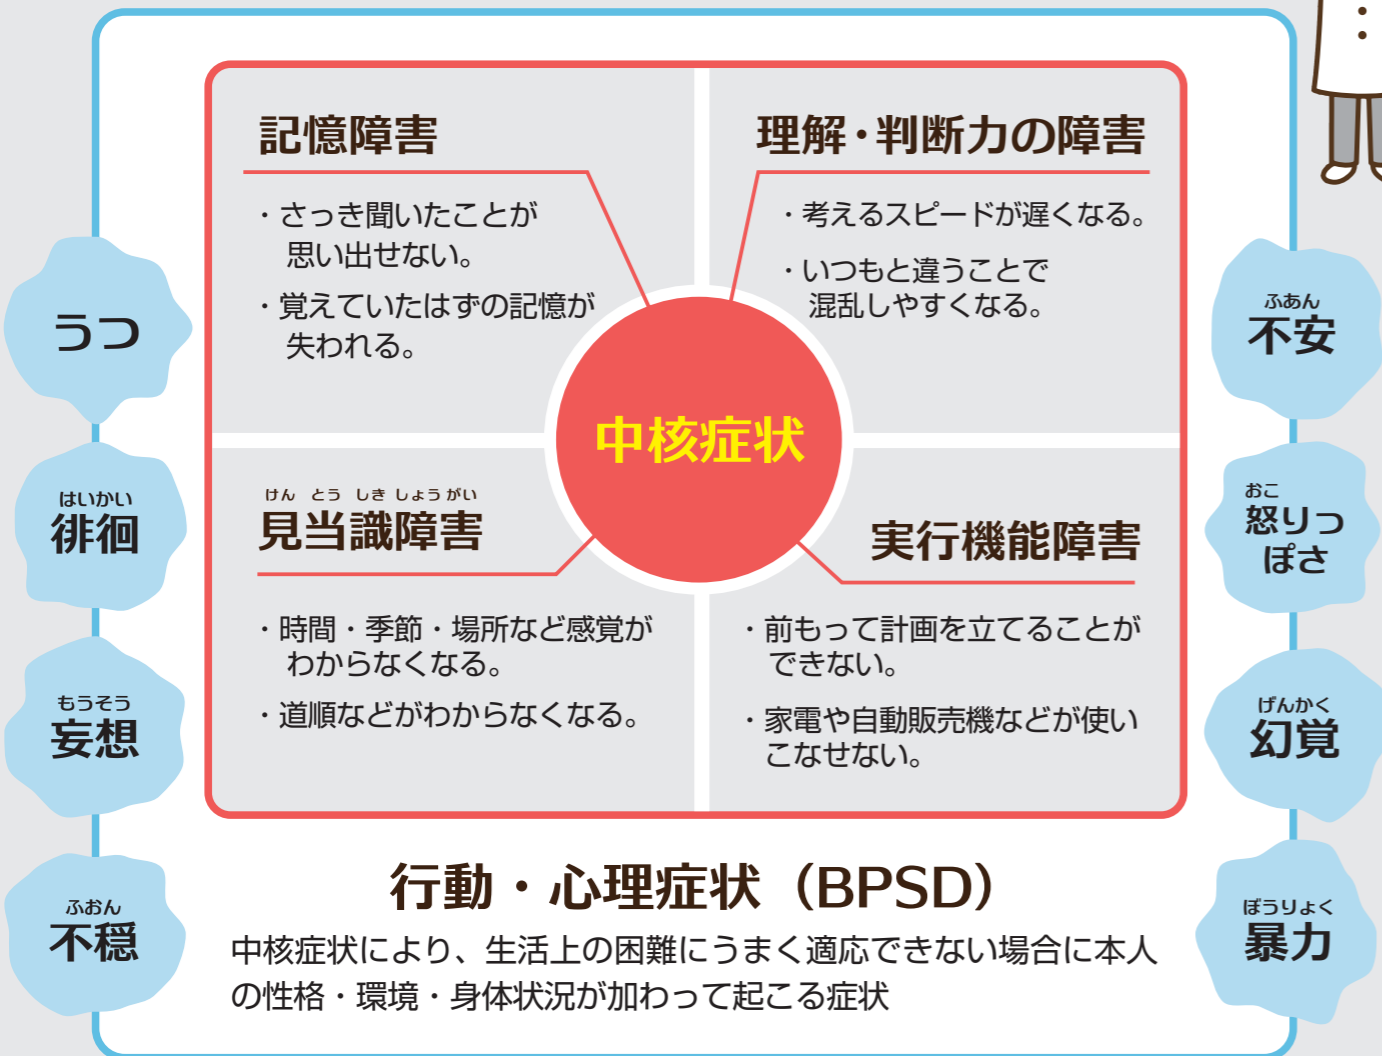 記憶障害
・さっき聞いたことが
思い出せない。
・覚えていたはずの記憶が
失われる。
理解・判断力の障害
・考えるスピードが遅くなる。
・いつもと違うことで
混乱しやすくなる。
中核症状
けん とう しき しょう がい
見当識障害
・時間・季節・場所など感覚が
わからなくなる。
・道順などがわからなくなる。
実行機能障害
・前もって計画を立てることが
できない。
・家電や自動販売機などが使い
こなせない。
うつ
はいかい
徘徊
もうそう
妄想
ふおん
不穏
ふあん
不安
おこ
怒りっ
ぽさ
げんかく
幻覚
ぼうりょく
暴力
行動・心理症状（BPSD）
中核症状により、生活上の困難にうまく適応できない場合に本人
の性格・環境・身体状況が加わって起こる症状